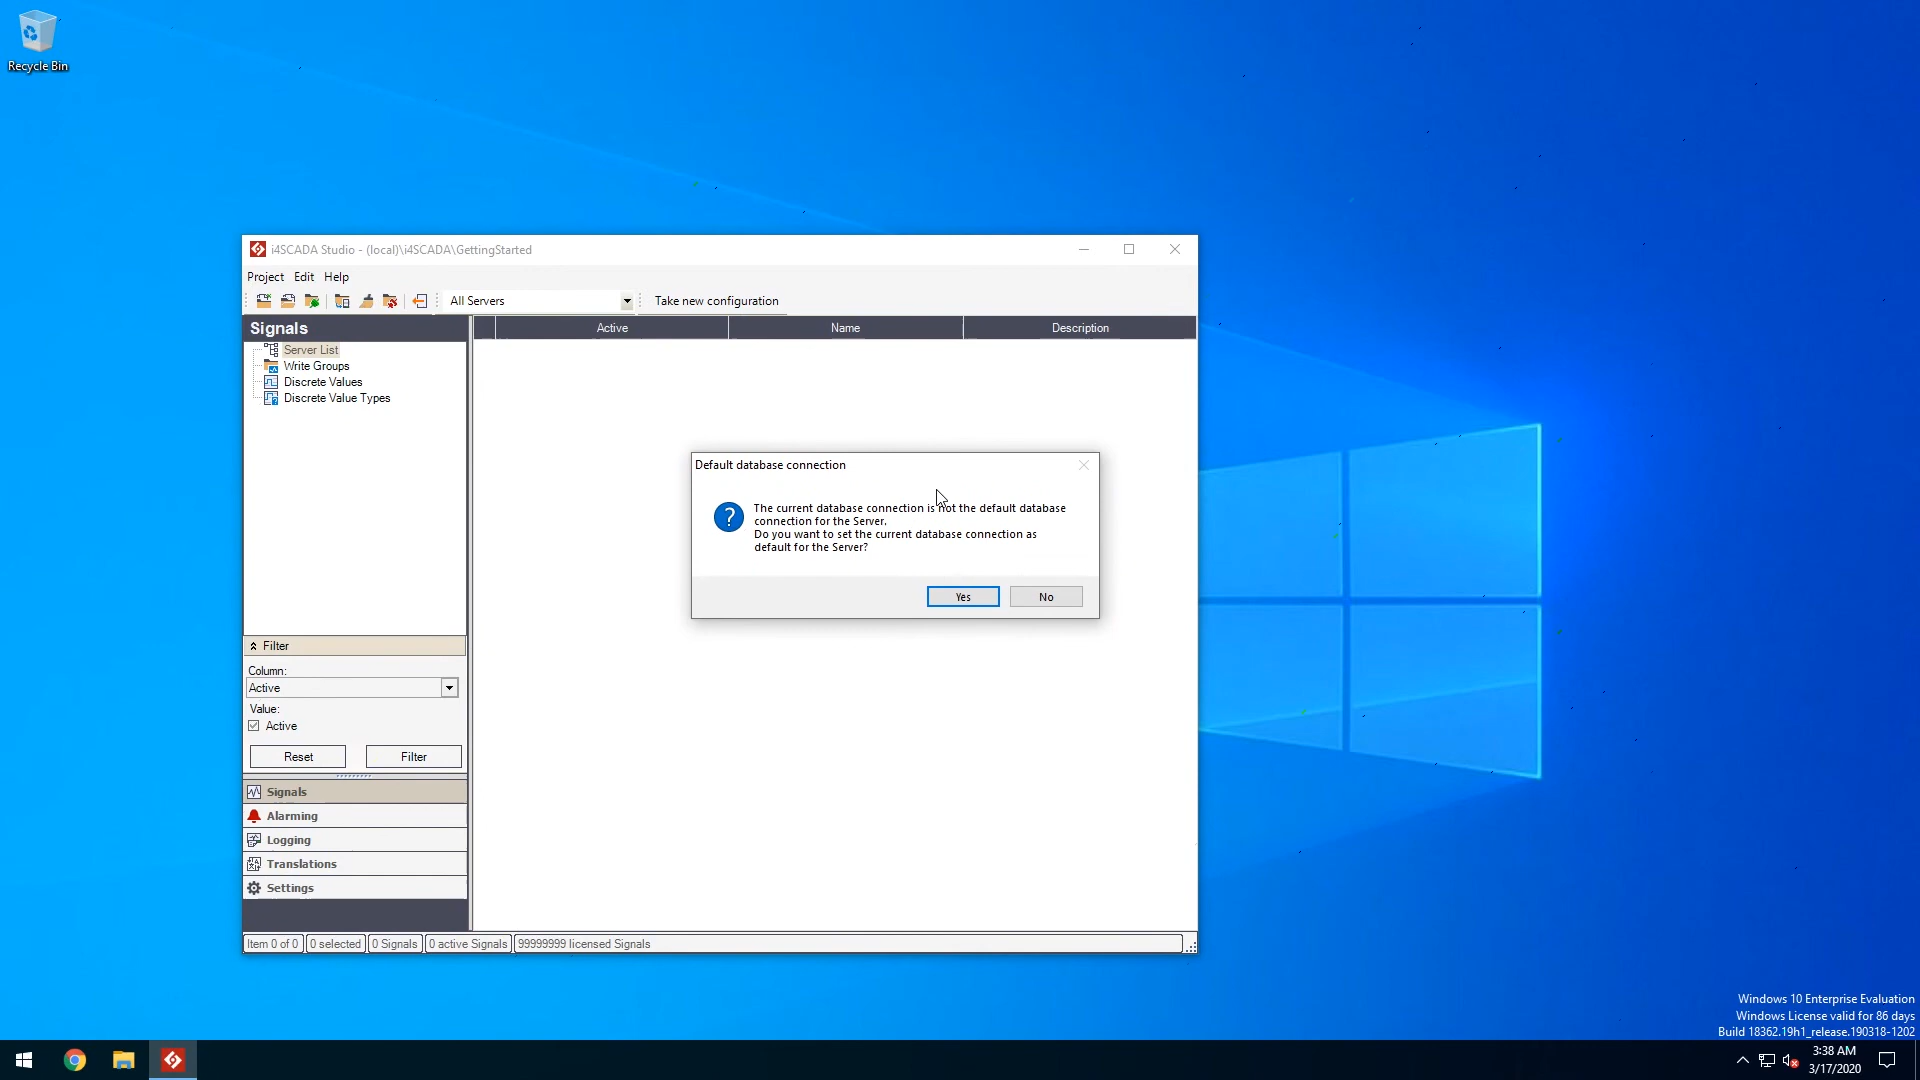 Recycle Bin
i4SCADA Studio - (local)\i4SCADA\GettingStarted
Project Edit Help
All Servers Take new configuration
Signals Active Name Description
Server List
Write Groups
Discrete Values
Discrete Value Types
Default database connection
The current database connection is not the default database
connection for the Server.
Do you want to set the current database connection as
default for the Server?
Yes No
Filter
Column:
Active
Value:
Active
Reset Filter
Signals
Alarming
Logging
Translations
Settings
Item 0 of 0 0 selected 0 Signals 0 active Signals 99999999 licensed Signals
Windows 10 Enterprise Evaluation
Windows License valid for 86 days
Build 18362.19h1_release.190318-1202
3:38 AM
3/17/2020